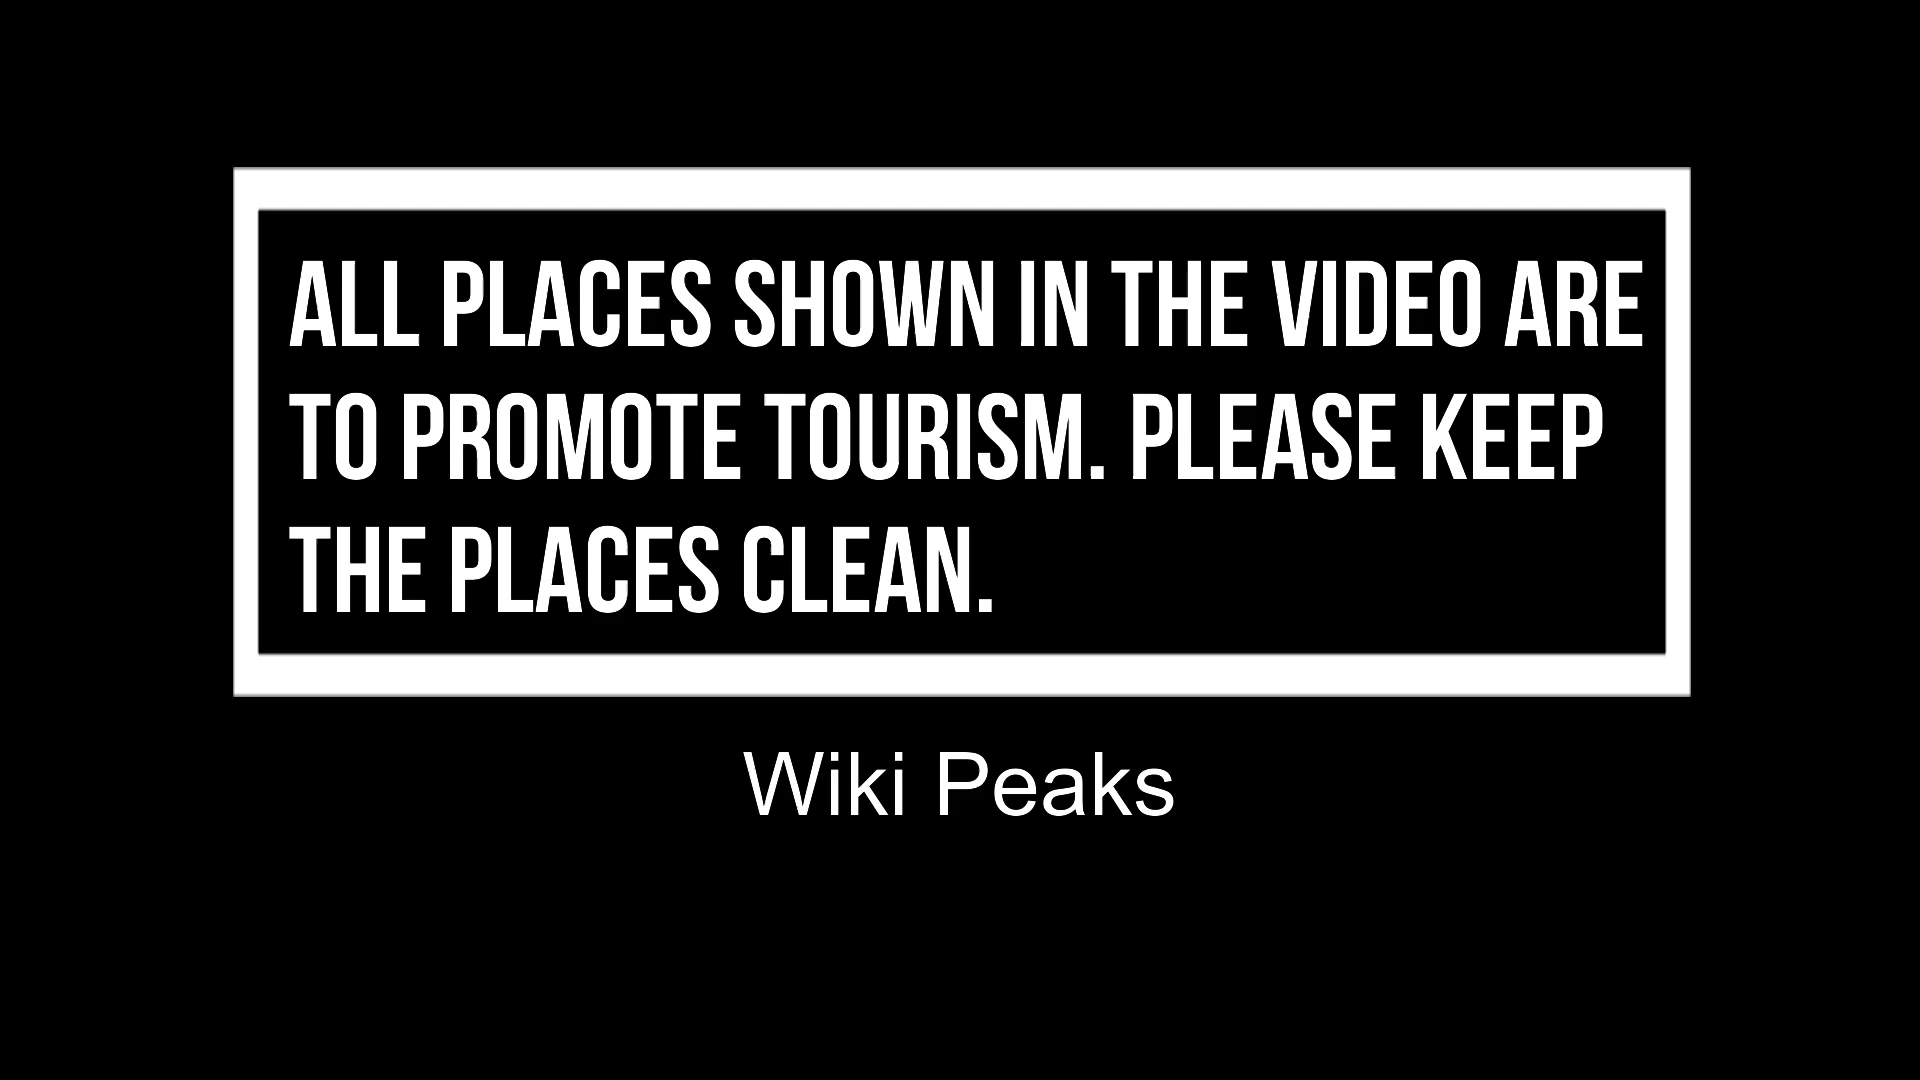 ALL PLACES SHOWN IN THE VIDEO ARE
TO PROMOTE TOURISM. PLEASE KEEP
THE PLACES CLEAN.
Wiki Peaks